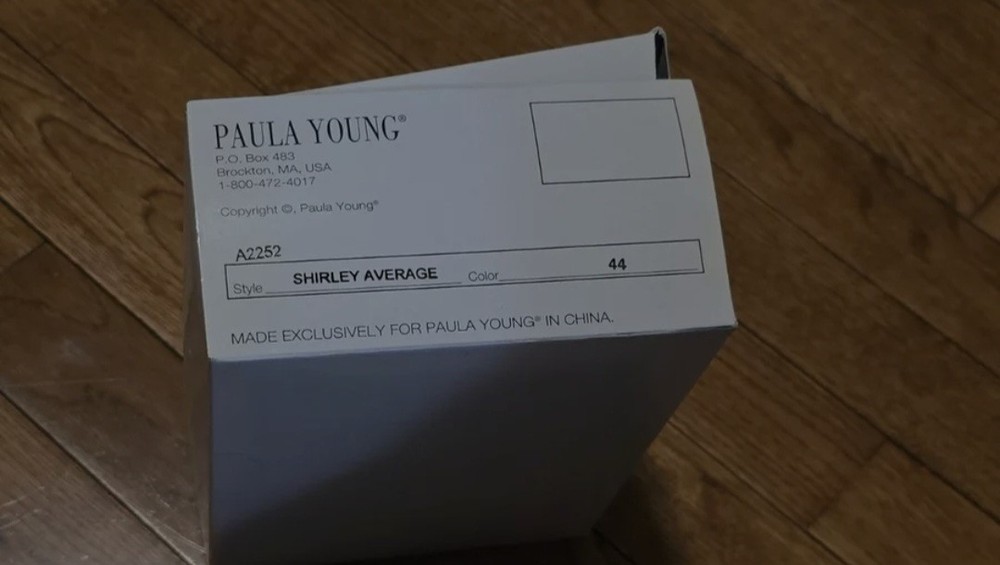 PAULA YOUNG®
P.O. Box 483
Brockton, MA, USA
1-800-472-4017
Copyright ©, Paula Young®
A2252
Style SHIRLEY AVERAGE Color 44
MADE EXCLUSIVELY FOR PAULA YOUNG® IN CHINA.